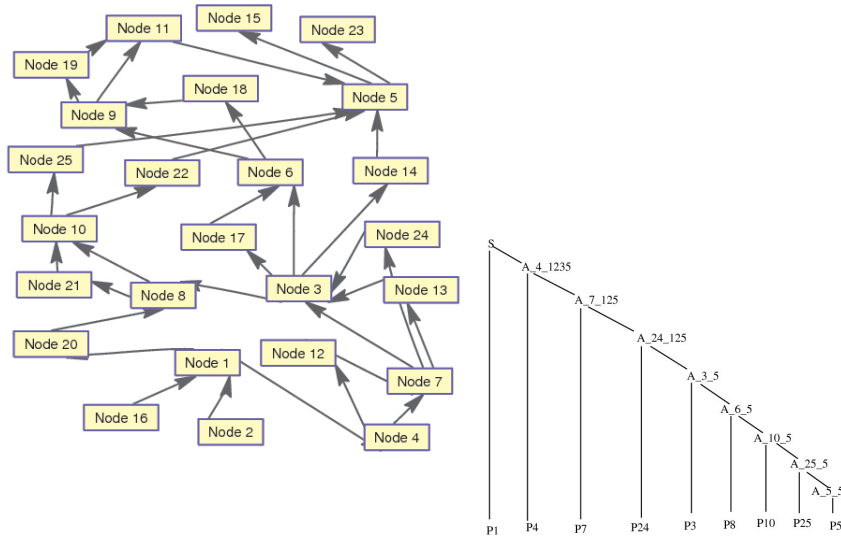 Node 15
Node 11
Node 23
Node 19
Node 18
Node 5
Node 9
Node 25
Node 22
Node 6
Node 14
Node 10
Node 17
Node 24
Node 21
Node 8
Node 3
Node 13
Node 20
Node 1
Node 12
Node 7
Node 16
Node 2
Node 4
S
A_4_1235
A_7_125
A_24_125
A_3_5
A_6_5
A_10_5
A_25_5
A_5_5
P1
P4
P7
P24
P3
P8
P10
P25
P5